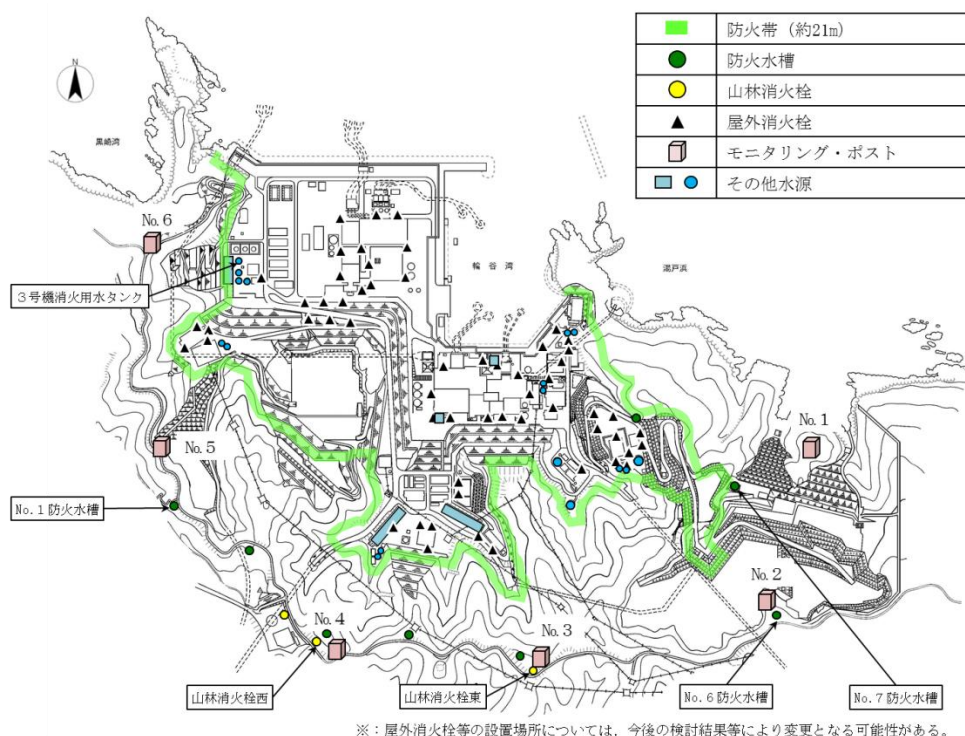 防火帯（約21m）
防火水槽
山林消火栓
屋外消火栓
モニタリング・ポスト
その他水源
N
黒崎湾
No.6
輪谷湾
湯戸浜
3号機消火用水タンク
No.1
No.5
No.1防火水槽
No.2
No.4
No.3
山林消火栓西
山林消火栓東
No.6防火水槽
No.7防火水槽
※：屋外消火栓等の設置場所については，今後の検討結果等により変更となる可能性がある。